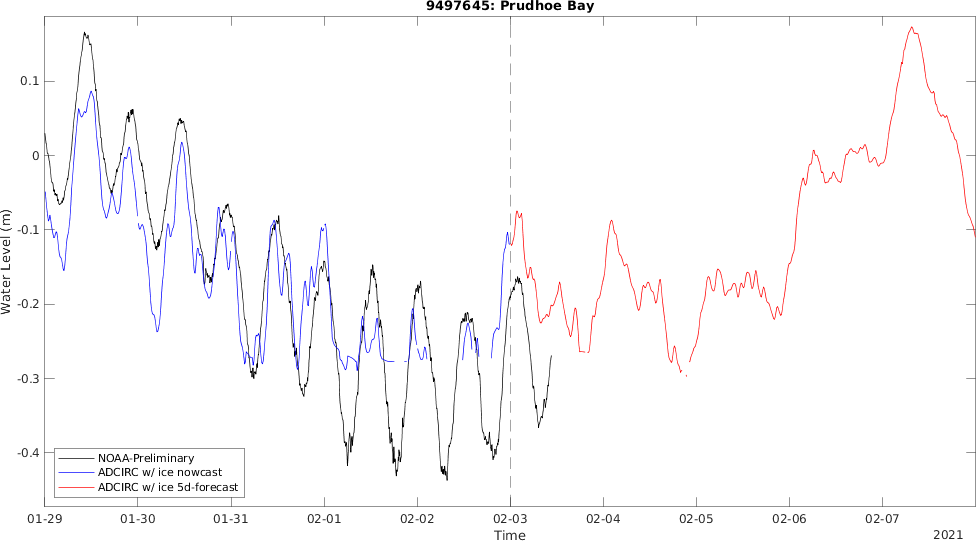 9497645: Prudhoe Bay
Water Level (m)
0.1
0
-0.1
-0.2
-0.3
-0.4
NOAA-Preliminary
ADCIRC w/ ice nowcast
ADCIRC w/ ice 5d-forecast
01-29 01-30 01-31 02-01 02-02 02-03 02-04 02-05 02-06 02-07
Time
2021